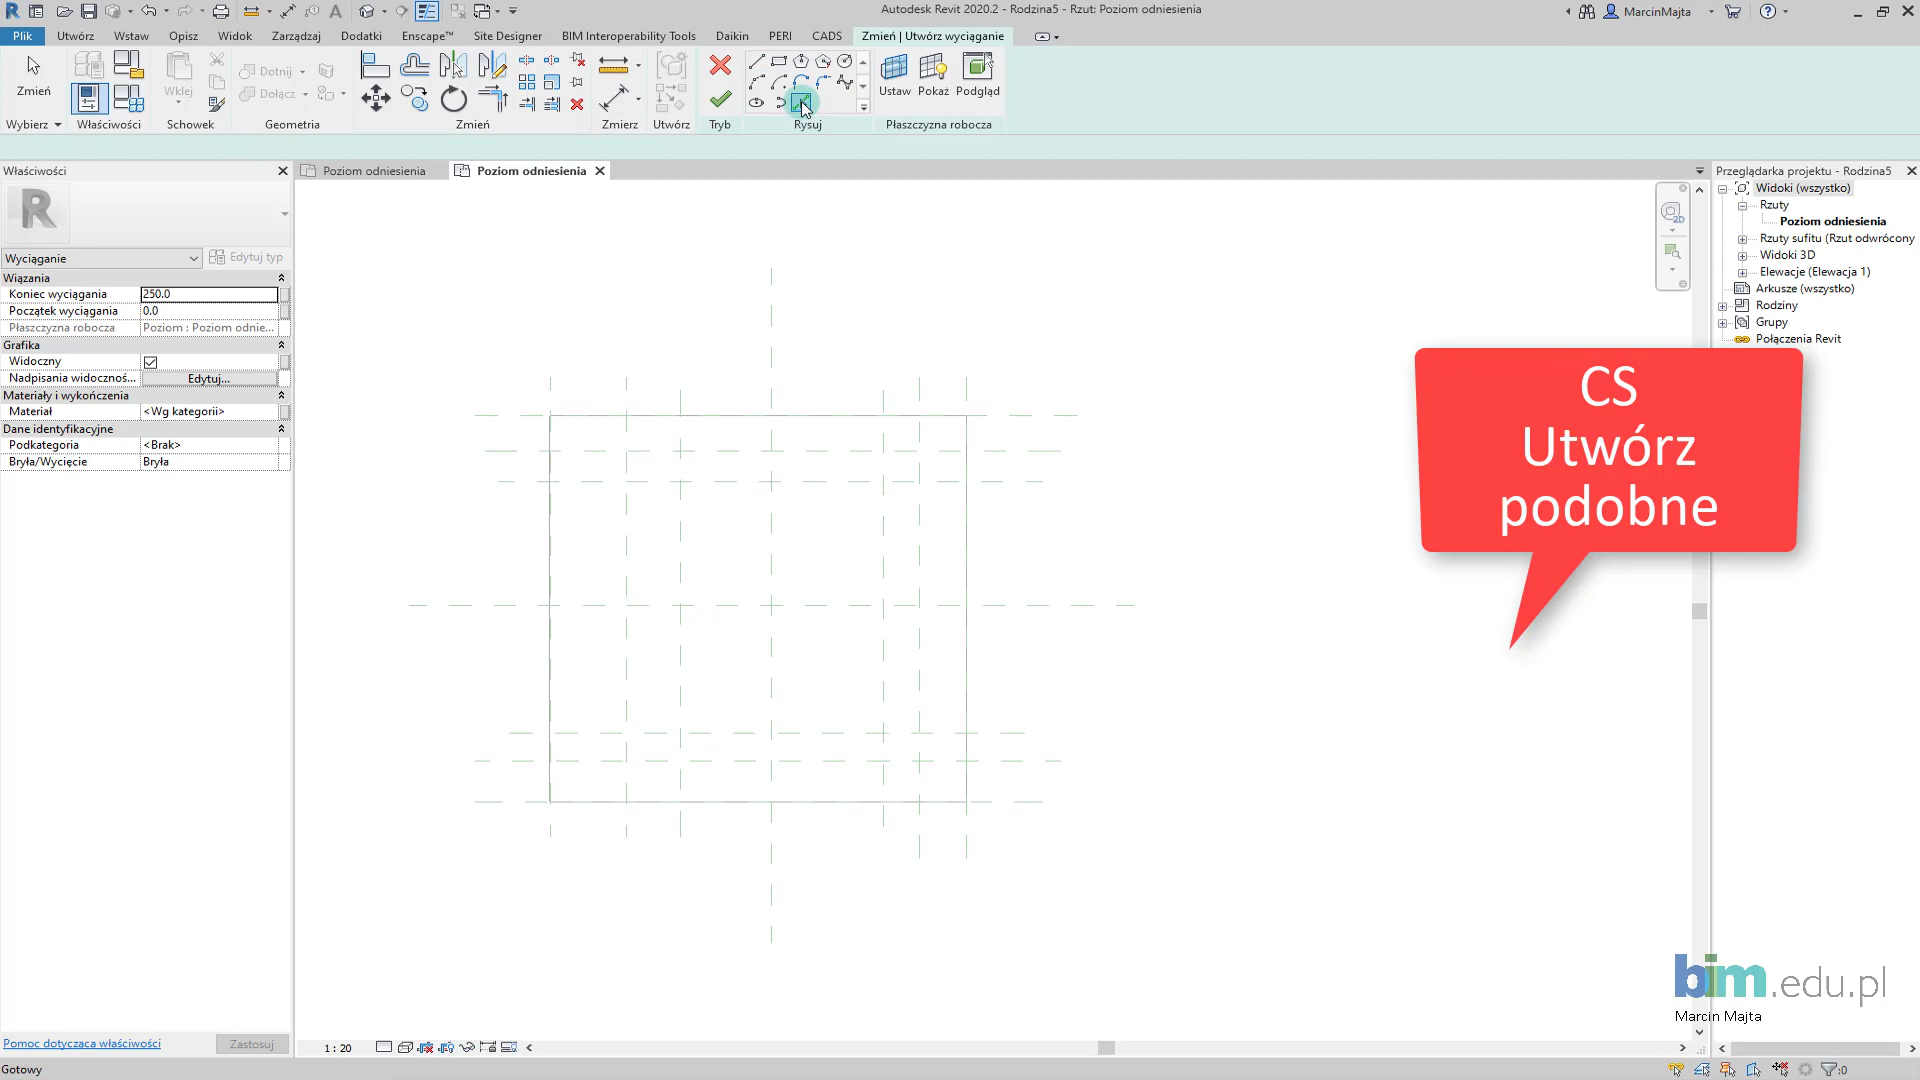 Autodesk Revit 2020.2 - Rodzina5 - Rzut: Poziom odniesienia
MarcinMajta
Plik
Utwórz
Wstaw
Opisz
Widok
Zarządzaj
Dodatki
Enscape™
Site Designer
BIM Interoperability Tools
Daikin
PERI
CADS
Zmień | Utwórz wyciąganie
Zmień
Wklej
Dotnij
Dołącz
Ustaw
Pokaż
Podgląd
Wybierz
Właściwości
Schowek
Geometria
Zmień
Zmierz
Utwórz
Tryb
Rysuj
Płaszczyzna robocza
Właściwości
Poziom odniesienia
Poziom odniesienia
Przeglądarka projektu - Rodzina5
Wyciąganie
Edytuj typ
Wiązania
Koniec wyciągania 250.0
Początek wyciągania 0.0
Płaszczyzna robocza Poziom : Poziom odnie...
Grafika
Widoczny
Nadpisania widocznoś... Edytuj...
Materiały i wykończenia
Materiał <Wg kategorii>
Dane identyfikacyjne
Podkategoria <Brak>
Bryła/Wycięcie Bryła
Widoki (wszystko)
Rzuty
Poziom odniesienia
Rzuty sufitu (Rzut odwrócony
Widoki 3D
Elewacje (Elewacja 1)
Arkusze (wszystko)
Rodziny
Grupy
Połączenia Revit
2D
CS
Utwórz
podobne
bim.edu.pl
Marcin Majta
Pomoc dotycząca właściwości
Zastosuj
1 : 20
Gotowy
:0